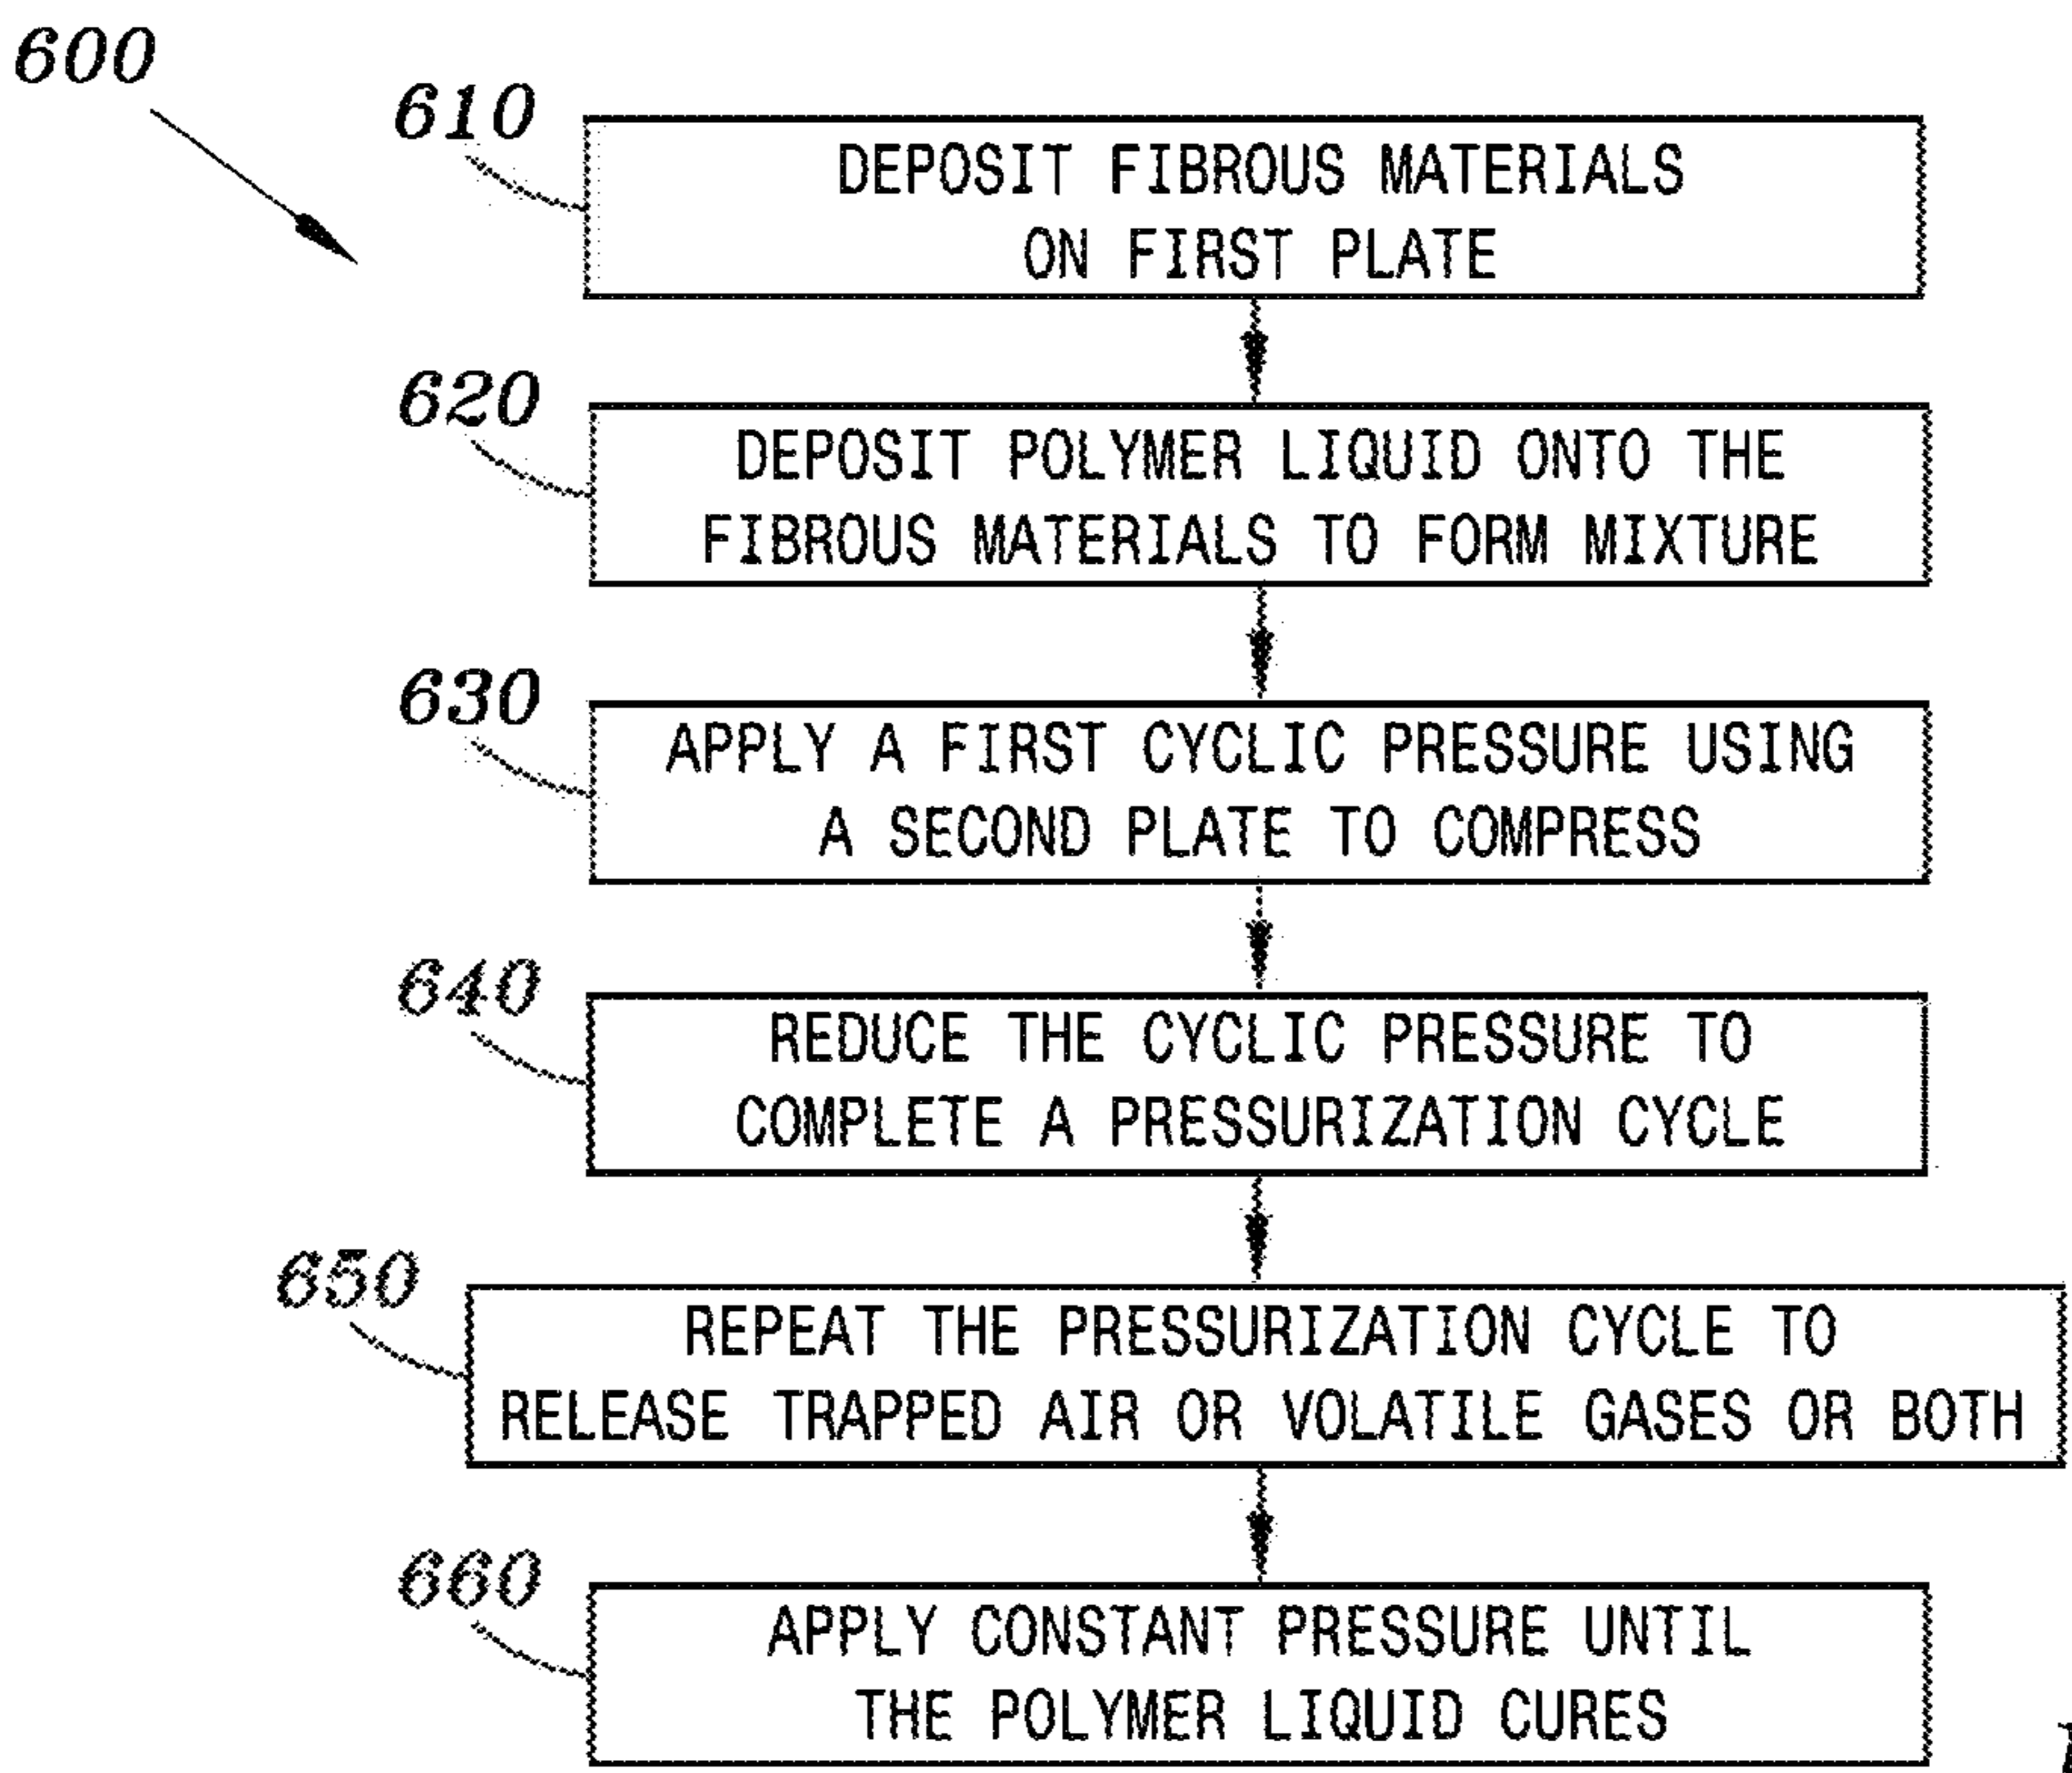 600
610
DEPOSIT FIBROUS MATERIALS
ON FIRST PLATE
620
DEPOSIT POLYMER LIQUID ONTO THE
FIBROUS MATERIALS TO FORM MIXTURE
630
APPLY A FIRST CYCLIC PRESSURE USING
A SECOND PLATE TO COMPRESS
640
REDUCE THE CYCLIC PRESSURE TO
COMPLETE A PRESSURIZATION CYCLE
650
REPEAT THE PRESSURIZATION CYCLE TO
RELEASE TRAPPED AIR OR VOLATILE GASES OR BOTH
660
APPLY CONSTANT PRESSURE UNTIL
THE POLYMER LIQUID CURES